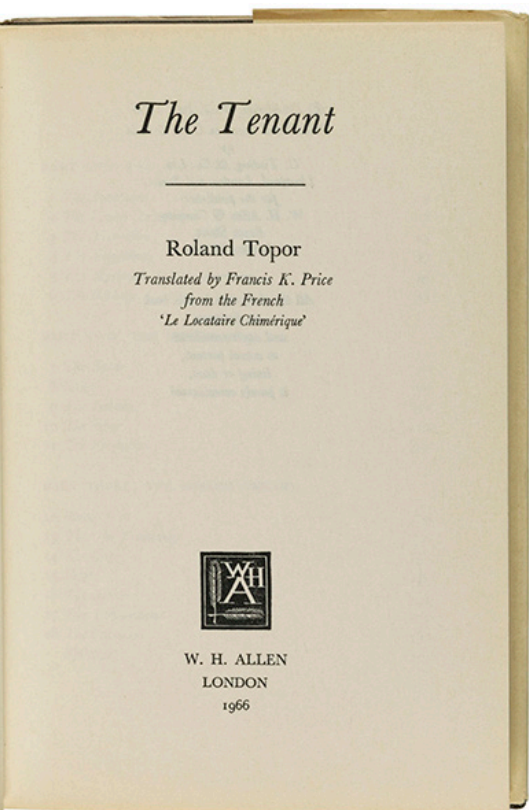 The Tenant
Roland Topor
Translated by Francis K. Price
from the French
‘Le Locataire Chimérique’
WHA
W. H. ALLEN
LONDON
1966